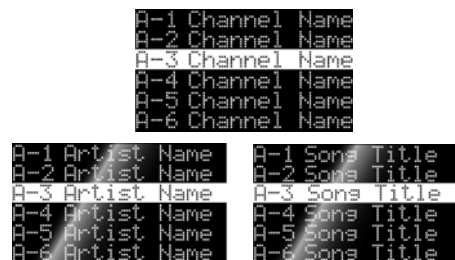 A-1 Channel Name
A-2 Channel Name
A-3 Channel Name
A-4 Channel Name
A-5 Channel Name
A-6 Channel Name
A-1 Artist Name
A-2 Artist Name
A-3 Artist Name
A-4 Artist Name
A-5 Artist Name
A-6 Artist Name
A-1 Song Title
A-2 Song Title
A-3 Song Title
A-4 Song Title
A-5 Song Title
A-6 Song Title